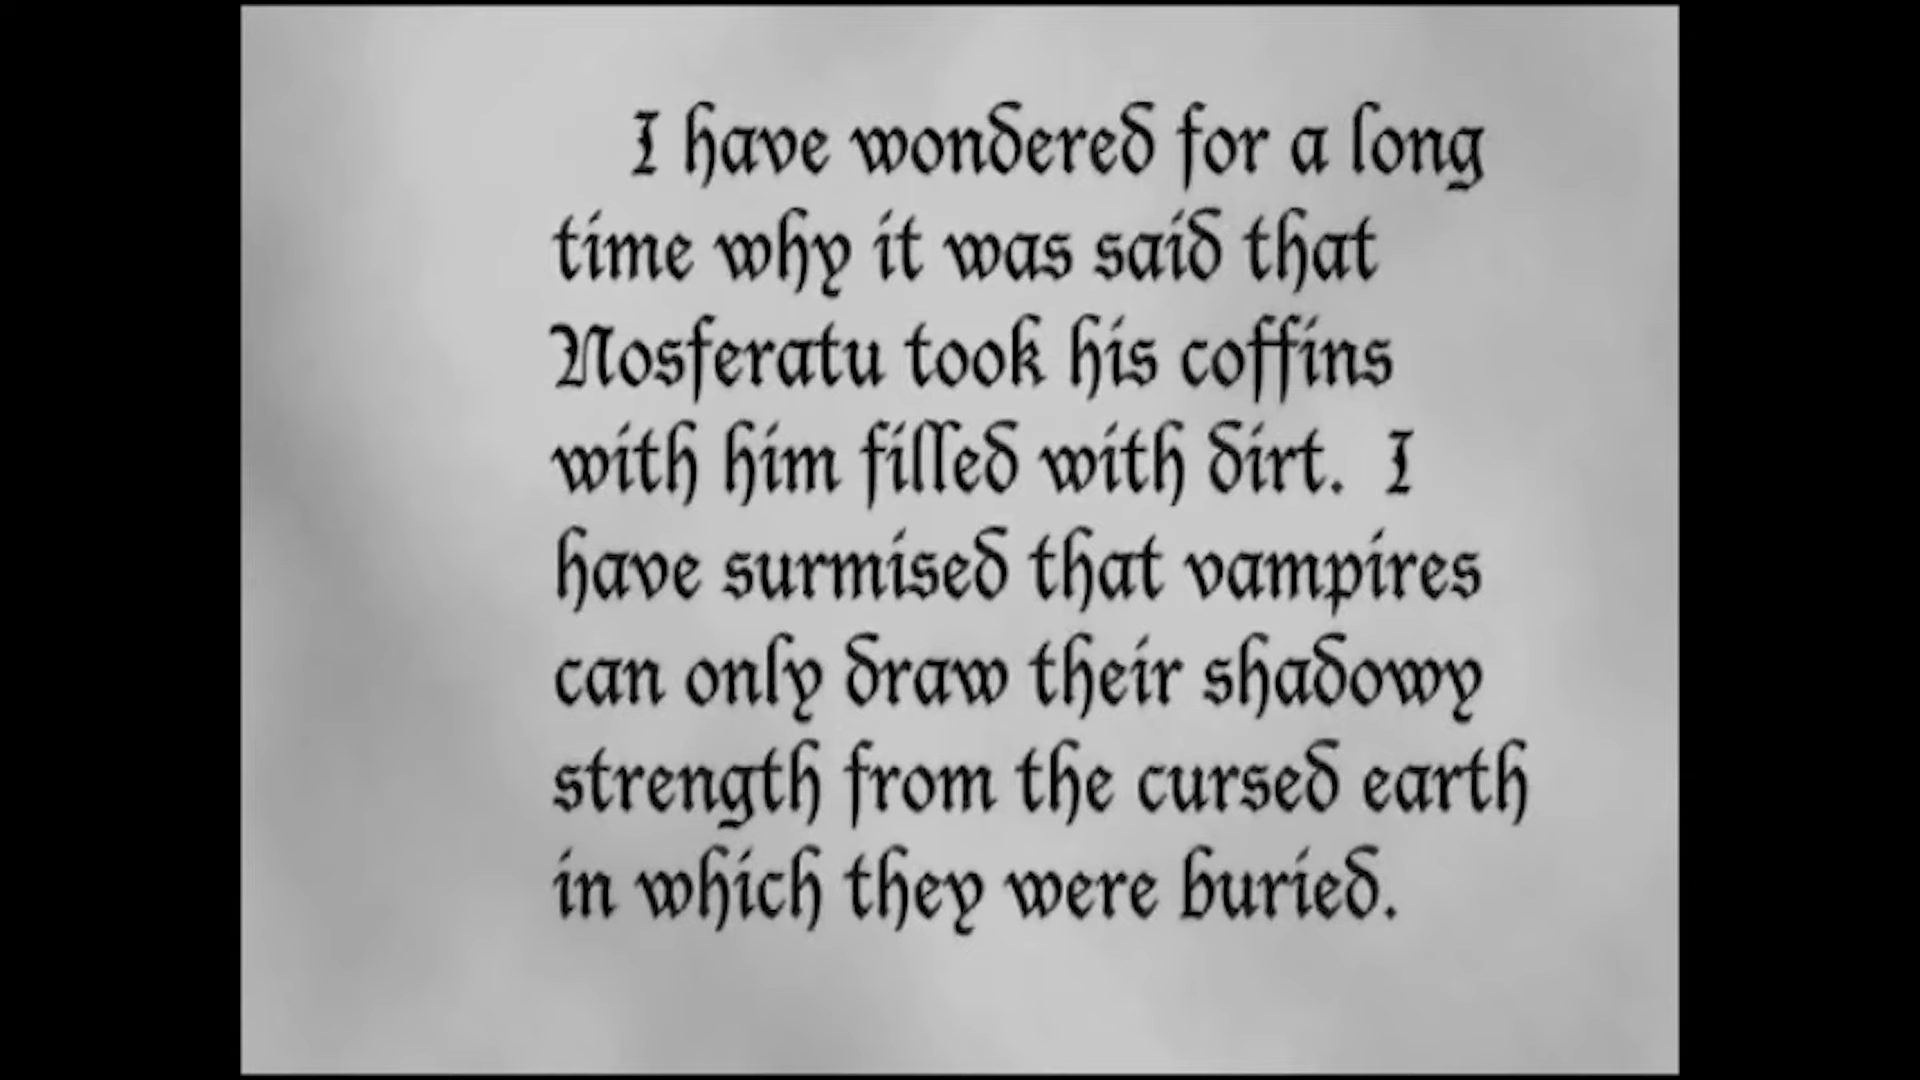 I have wondered for a long
time why it was said that
Nosferatu took his coffins
with him filled with dirt. I
have surmised that vampires
can only draw their shadowy
strength from the cursed earth
in which they were buried.